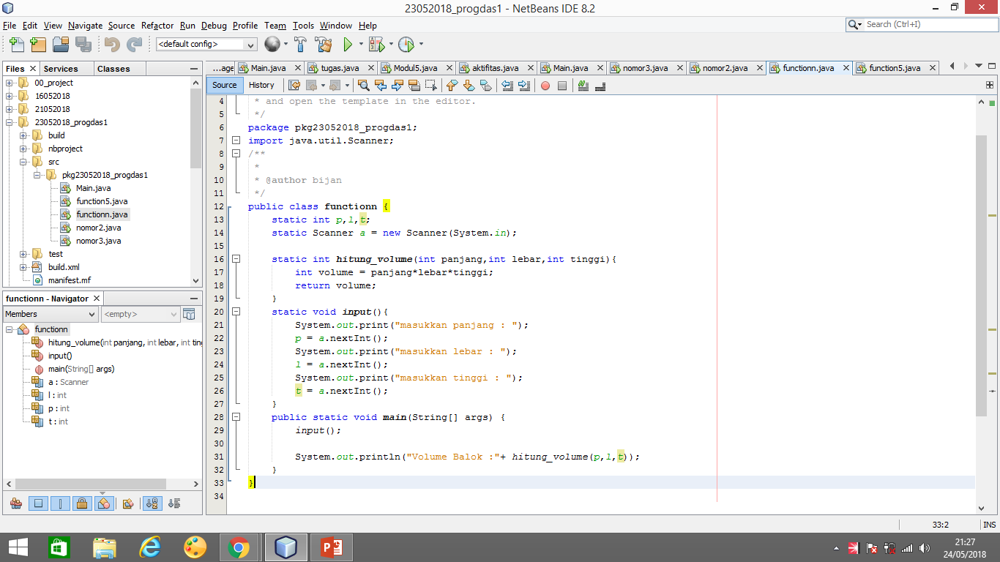 23052018_progdas1 - NetBeans IDE 8.2
File Edit View Navigate Source Refactor Run Debug Profile Team Tools Window Help
Search (Ctrl+I)
<default config>
Files Services Classes
00_project
16052018
21052018
23052018_progdas1
build
nbproject
src
pkg23052018_progdas1
Main.java
function5.java
functionn.java
nomor2.java
nomor3.java
test
build.xml
manifest.mf
functionn - Navigator
Members <empty>
functionn
hitung_volume(int panjang, int lebar, int ting
input()
main(String[] args)
a : Scanner
l : int
p : int
t : int
...age Main.java tugas.java Modul5.java aktifitas.java Main.java nomor3.java nomor2.java functionn.java function5.java
Source History
4 * and open the template in the editor.
5 */
6 package pkg23052018_progdas1;
7 import java.util.Scanner;
8 /**
9 *
10 * @author bijan
11 */
12 public class functionn {
13 static int p,l,t;
14 static Scanner a = new Scanner(System.in);
15
16 static int hitung_volume(int panjang,int lebar,int tinggi){
17 int volume = panjang*lebar*tinggi;
18 return volume;
19 }
20 static void input(){
21 System.out.print("masukkan panjang : ");
22 p = a.nextInt();
23 System.out.print("masukkan lebar : ");
24 l = a.nextInt();
25 System.out.print("masukkan tinggi : ");
26 t = a.nextInt();
27 }
28 public static void main(String[] args) {
29 input();
30
31 System.out.println("Volume Balok :"+ hitung_volume(p,l,t));
32 }
33 }
34
33:2 INS
21:27
24/05/2018